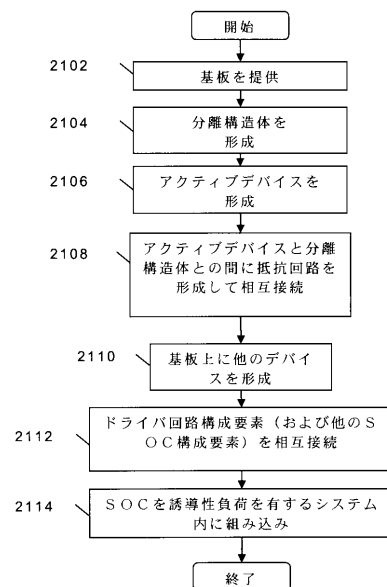 開始
2102
基板を提供
2104
分離構造体を
形成
2106
アクティブデバイスを
形成
2108
アクティブデバイスと分離
構造体との間に抵抗回路を
形成して相互接続
2110
基板上に他のデバイ
スを形成
2112
ドライバ回路構成要素（および他のS
OC構成要素）を相互接続
2114
SOCを誘導性負荷を有するシステム
内に組み込み
終了